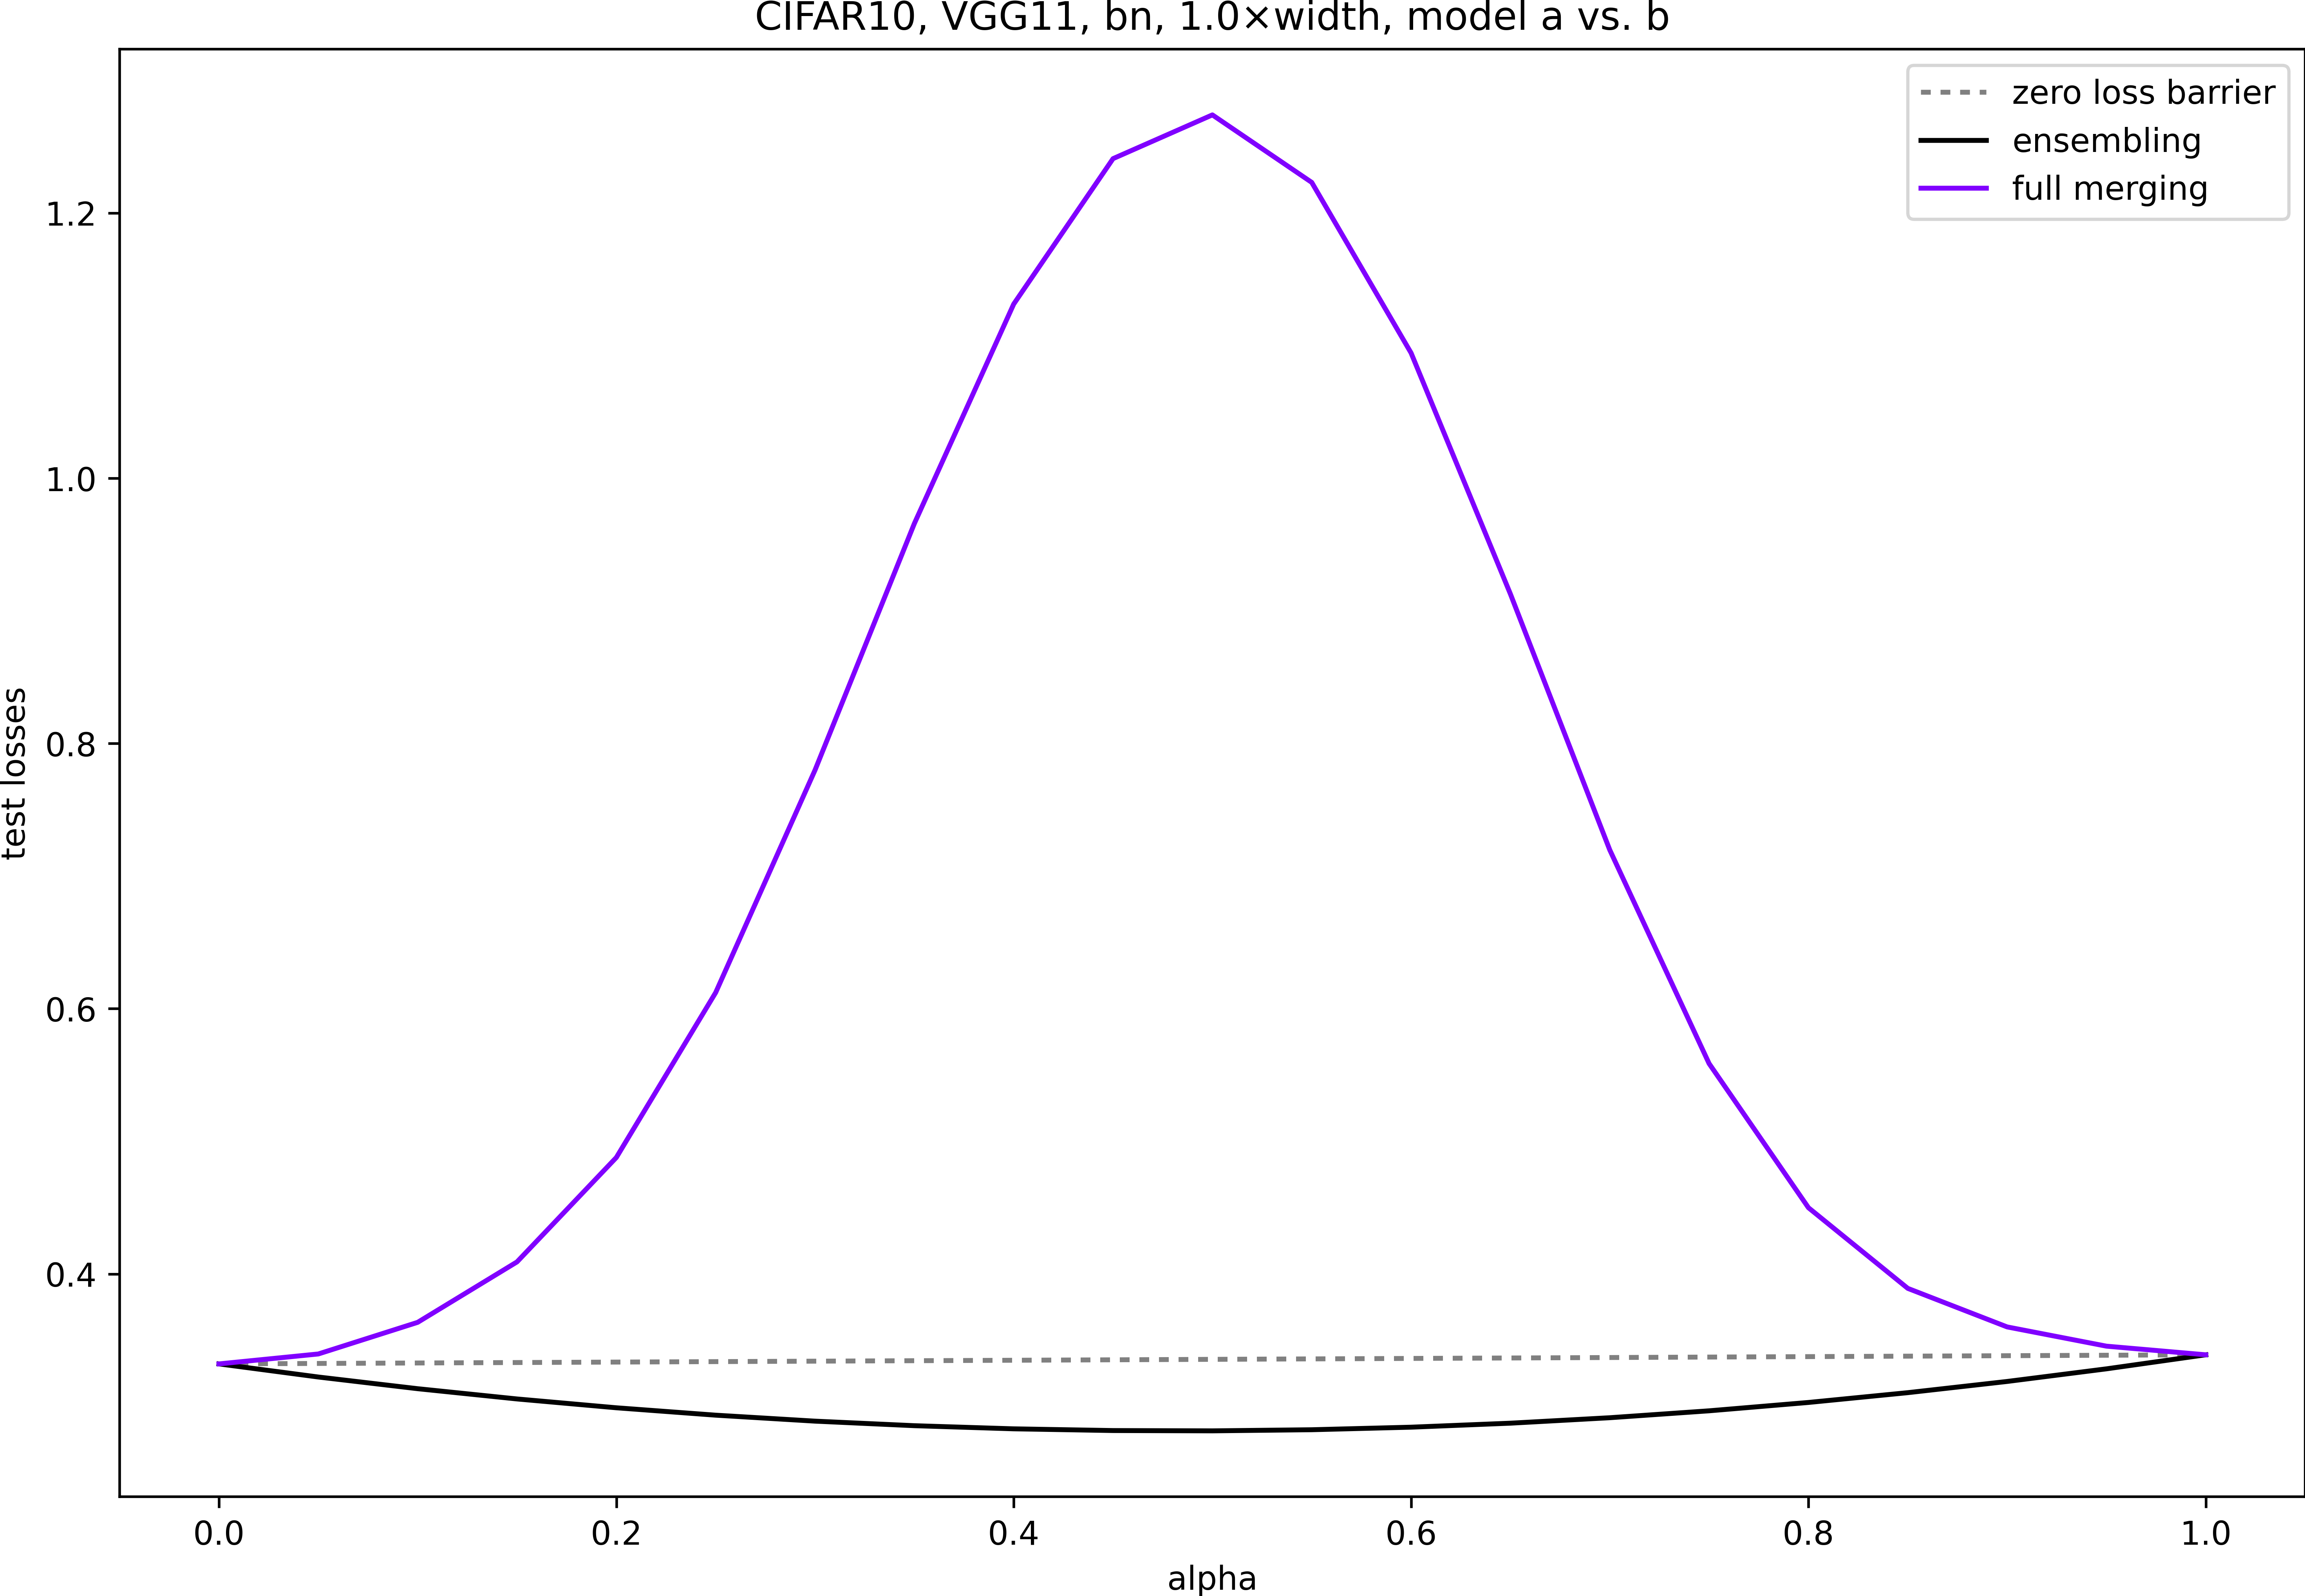 CIFAR10, VGG11, bn, 1.0×width, model a vs. b
zero loss barrier
ensembling
full merging
test losses
1.2
1.0
0.8
0.6
0.4
0.0 0.2 0.4 0.6 0.8 1.0
alpha